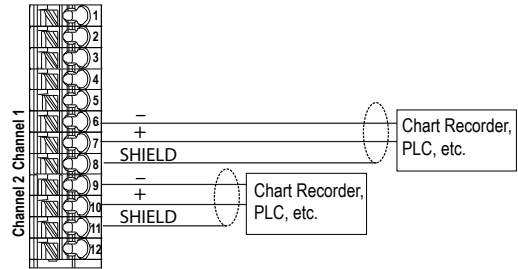 1
2
3
4
5
6
7
8
9
10
11
12
Channel 1
Channel 2
–
+
SHIELD
–
+
SHIELD
Chart Recorder,
PLC, etc.
Chart Recorder,
PLC, etc.